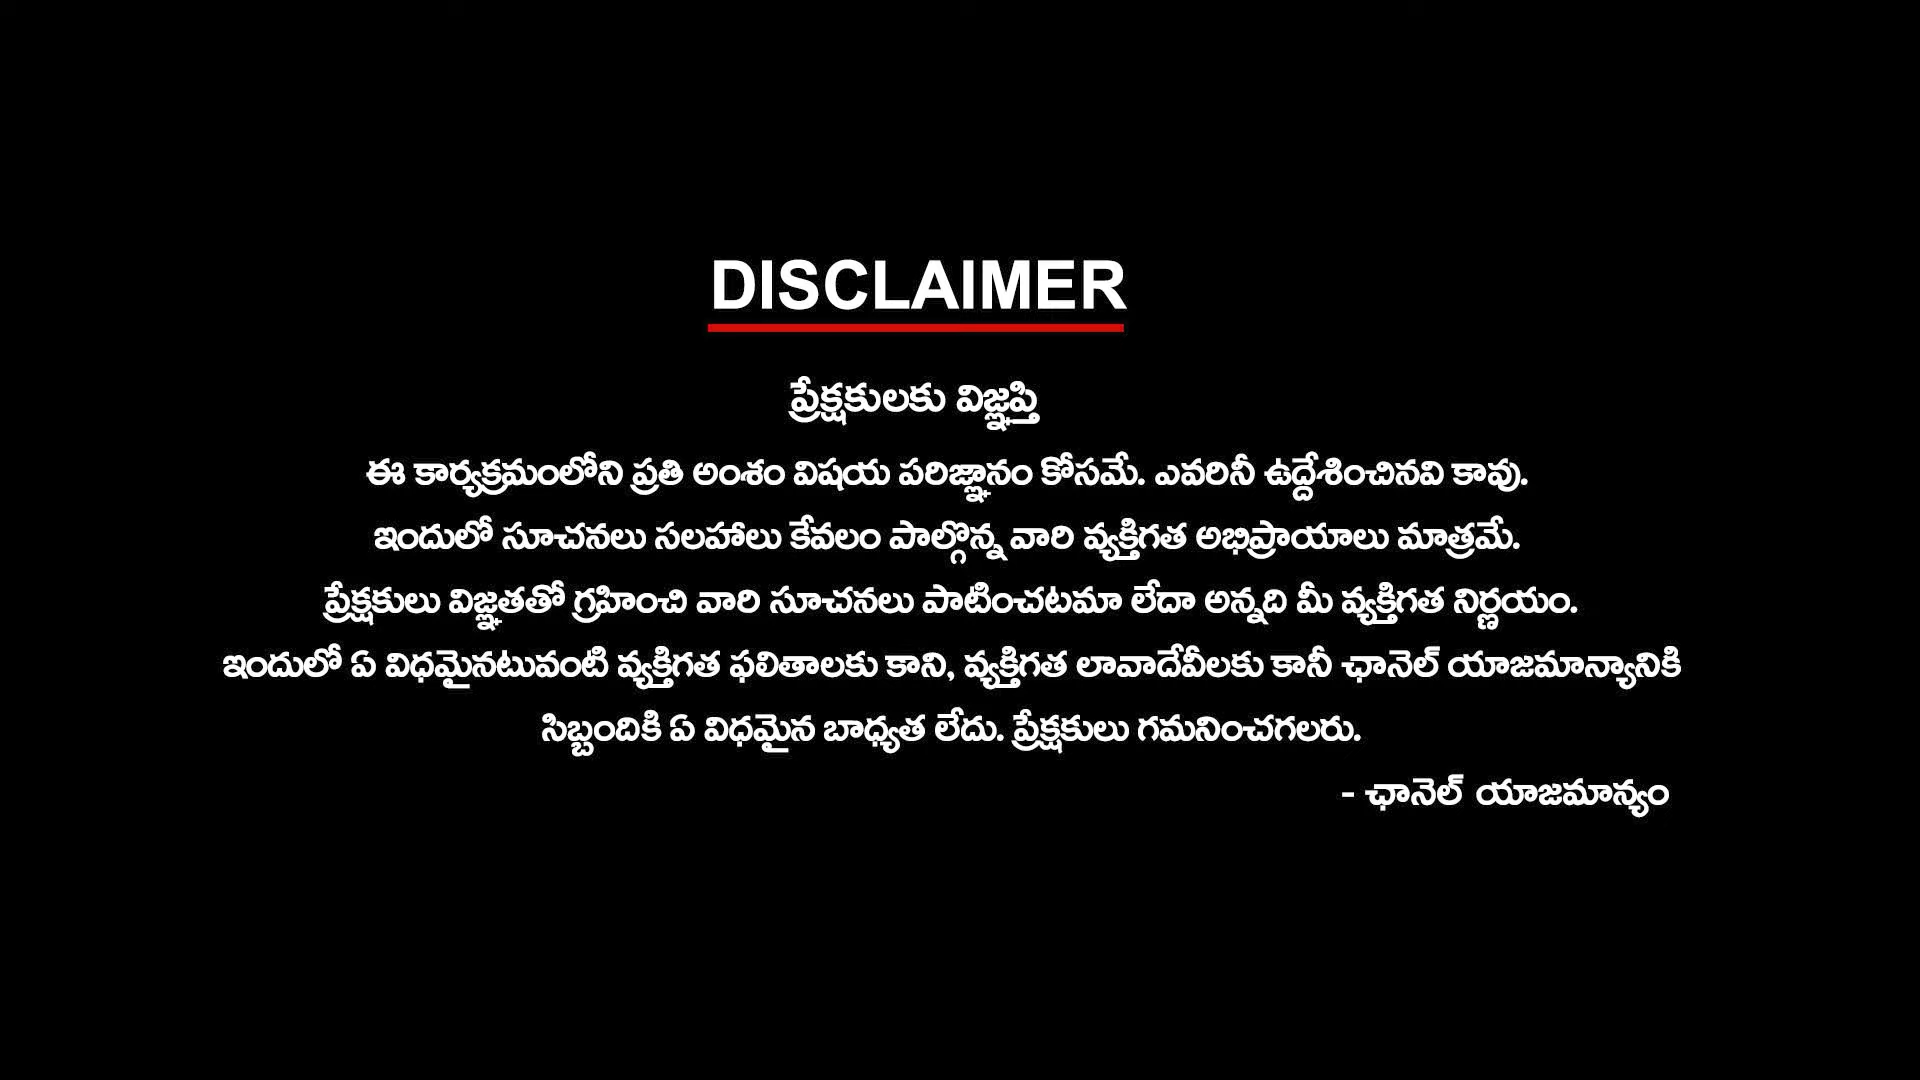 DISCLAIMER
ప్రేక్షకులకు విజ్ఞప్తి
ఈ కార్యక్రమంలోని ప్రతి అంశం విషయ పరిజ్ఞానం కోసమే. ఎవరినీ ఉద్దేశించినవి కావు.
ఇందులో సూచనలు సలహాలు కేవలం పాల్గొన్న వారి వ్యక్తిగత అభిప్రాయాలు మాత్రమే.
ప్రేక్షకులు విజ్ఞతతో గ్రహించి వారి సూచనలు పాటించటమా లేదా అన్నది మీ వ్యక్తిగత నిర్ణయం.
ఇందులో ఏ విధమైనటువంటి వ్యక్తిగత ఫలితాలకు కాని, వ్యక్తిగత లావాదేవీలకు కానీ ఛానెల్ యాజమాన్యానికి
సిబ్బందికి ఏ విధమైన బాధ్యత లేదు. ప్రేక్షకులు గమనించగలరు.
- ఛానెల్ యాజమాన్యం